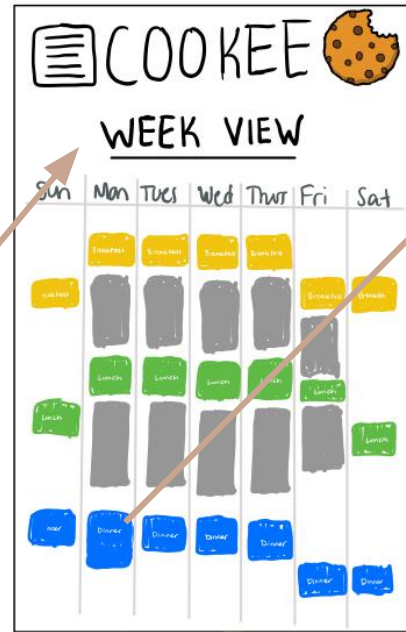 COOKEE
WEEK VIEW
Sun Mon Tues Wed Thur Fri Sat
Breakfast Breakfast Breakfast Breakfast
Breakfast Breakfast
Lunch Lunch Lunch Lunch Lunch
Lunch Lunch
Dinner Dinner Dinner Dinner
Dinner Dinner